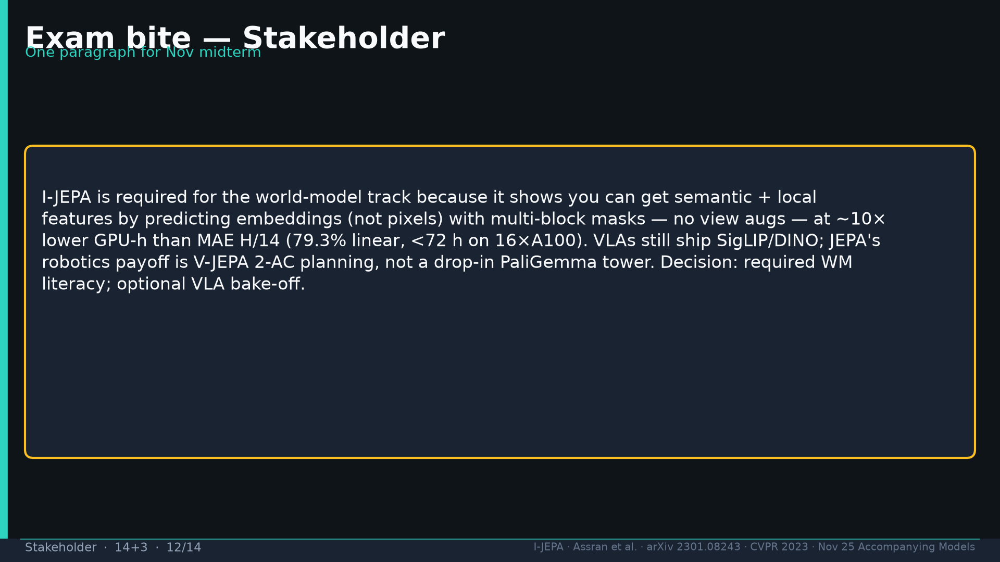 Exam bite — Stakeholder
One paragraph for Nov midterm
I-JEPA is required for the world-model track because it shows you can get semantic + local
features by predicting embeddings (not pixels) with multi-block masks — no view augs — at ~10×
lower GPU-h than MAE H/14 (79.3% linear, <72 h on 16×A100). VLAs still ship SigLIP/DINO; JEPA's
robotics payoff is V-JEPA 2-AC planning, not a drop-in PaliGemma tower. Decision: required WM
literacy; optional VLA bake-off.
Stakeholder · 14+3 · 12/14
I-JEPA · Assran et al. · arXiv 2301.08243 · CVPR 2023 · Nov 25 Accompanying Models